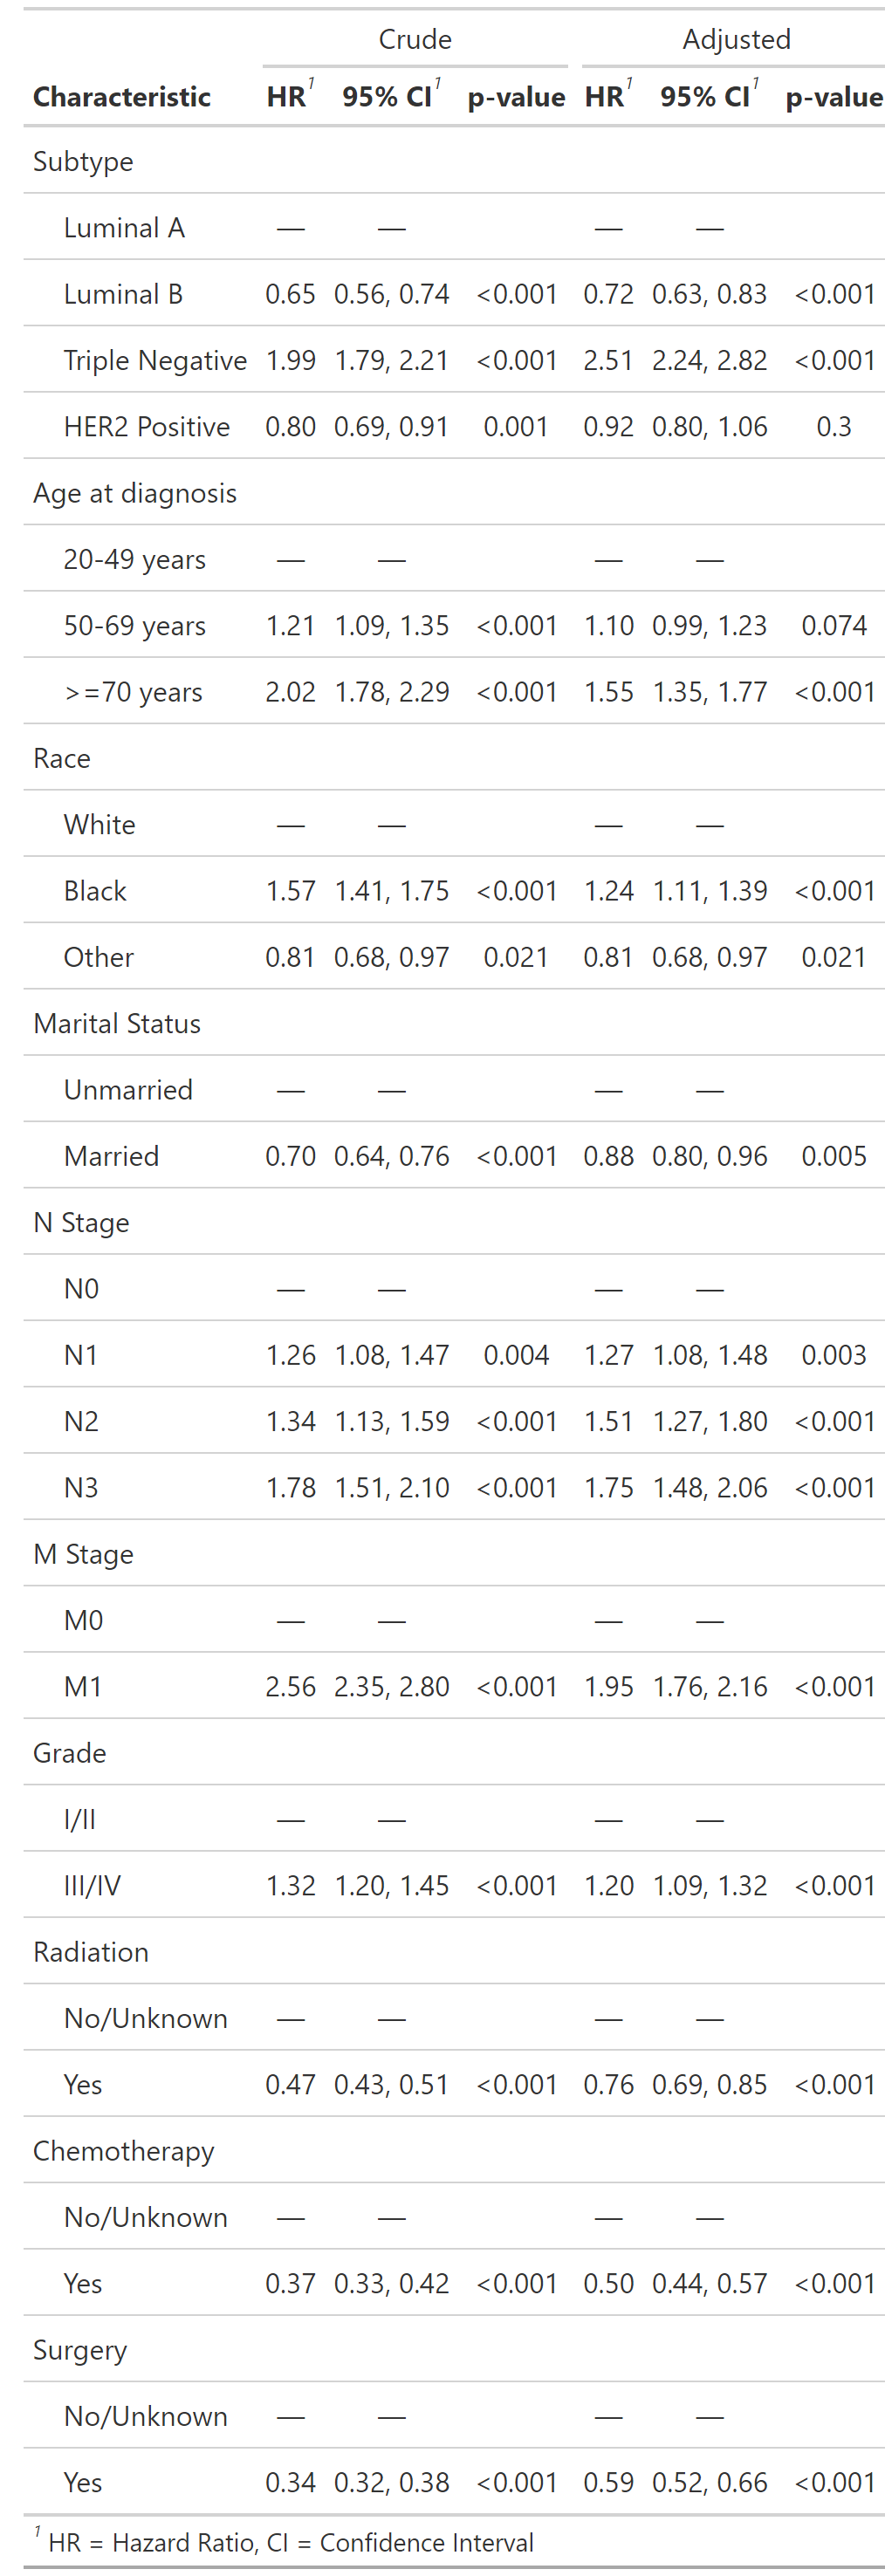 Crude Adjusted
Characteristic HR1 95% CI1 p-value HR1 95% CI1 p-value
Subtype
Luminal A — — — —
Luminal B 0.65 0.56, 0.74 <0.001 0.72 0.63, 0.83 <0.001
Triple Negative 1.99 1.79, 2.21 <0.001 2.51 2.24, 2.82 <0.001
HER2 Positive 0.80 0.69, 0.91 0.001 0.92 0.80, 1.06 0.3
Age at diagnosis
20-49 years — — — —
50-69 years 1.21 1.09, 1.35 <0.001 1.10 0.99, 1.23 0.074
>=70 years 2.02 1.78, 2.29 <0.001 1.55 1.35, 1.77 <0.001
Race
White — — — —
Black 1.57 1.41, 1.75 <0.001 1.24 1.11, 1.39 <0.001
Other 0.81 0.68, 0.97 0.021 0.81 0.68, 0.97 0.021
Marital Status
Unmarried — — — —
Married 0.70 0.64, 0.76 <0.001 0.88 0.80, 0.96 0.005
N Stage
N0 — — — —
N1 1.26 1.08, 1.47 0.004 1.27 1.08, 1.48 0.003
N2 1.34 1.13, 1.59 <0.001 1.51 1.27, 1.80 <0.001
N3 1.78 1.51, 2.10 <0.001 1.75 1.48, 2.06 <0.001
M Stage
M0 — — — —
M1 2.56 2.35, 2.80 <0.001 1.95 1.76, 2.16 <0.001
Grade
I/II — — — —
III/IV 1.32 1.20, 1.45 <0.001 1.20 1.09, 1.32 <0.001
Radiation
No/Unknown — — — —
Yes 0.47 0.43, 0.51 <0.001 0.76 0.69, 0.85 <0.001
Chemotherapy
No/Unknown — — — —
Yes 0.37 0.33, 0.42 <0.001 0.50 0.44, 0.57 <0.001
Surgery
No/Unknown — — — —
Yes 0.34 0.32, 0.38 <0.001 0.59 0.52, 0.66 <0.001
1 HR = Hazard Ratio, CI = Confidence Interval